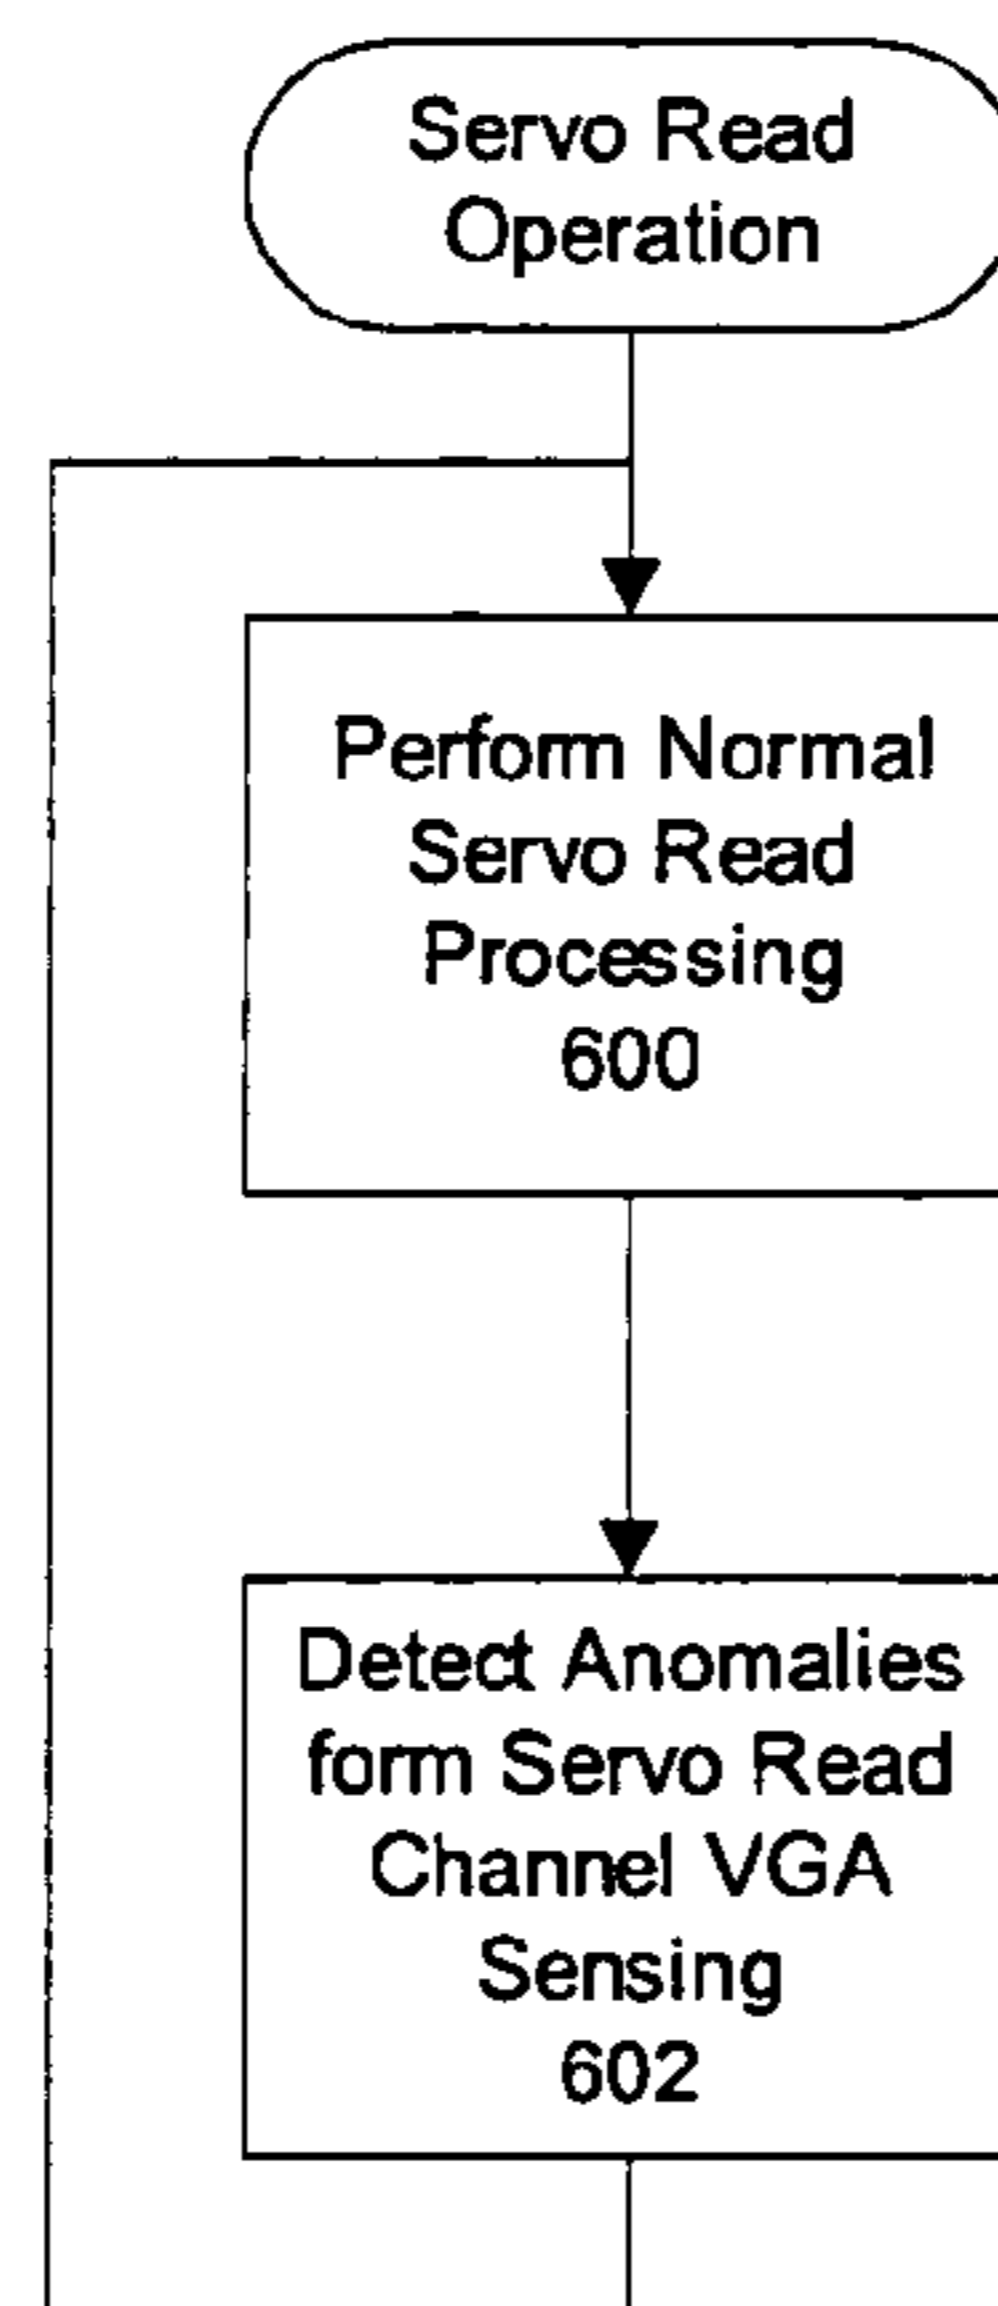 Servo Read
Operation
Perform Normal
Servo Read
Processing
600
Detect Anomalies
form Servo Read
Channel VGA
Sensing
602